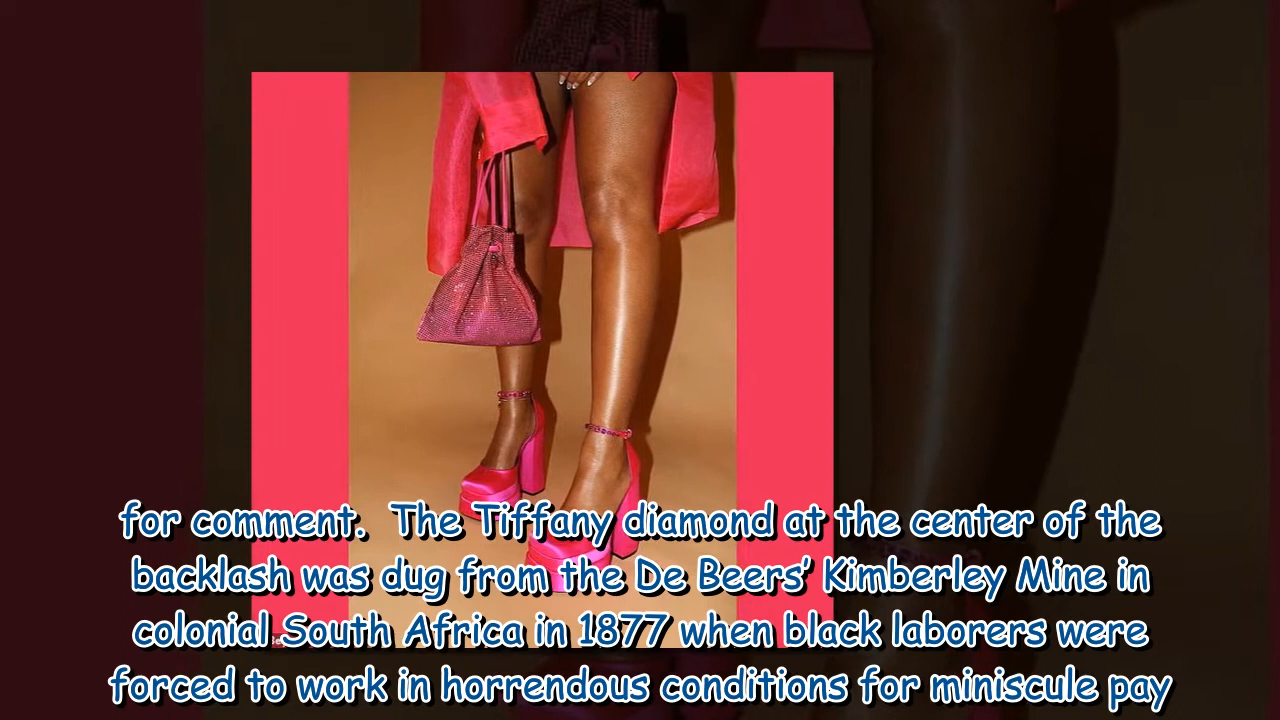 for comment. The Tiffany diamond at the center of the
backlash was dug from the De Beers’ Kimberley Mine in
colonial South Africa in 1877 when black laborers were
forced to work in horrendous conditions for miniscule pay